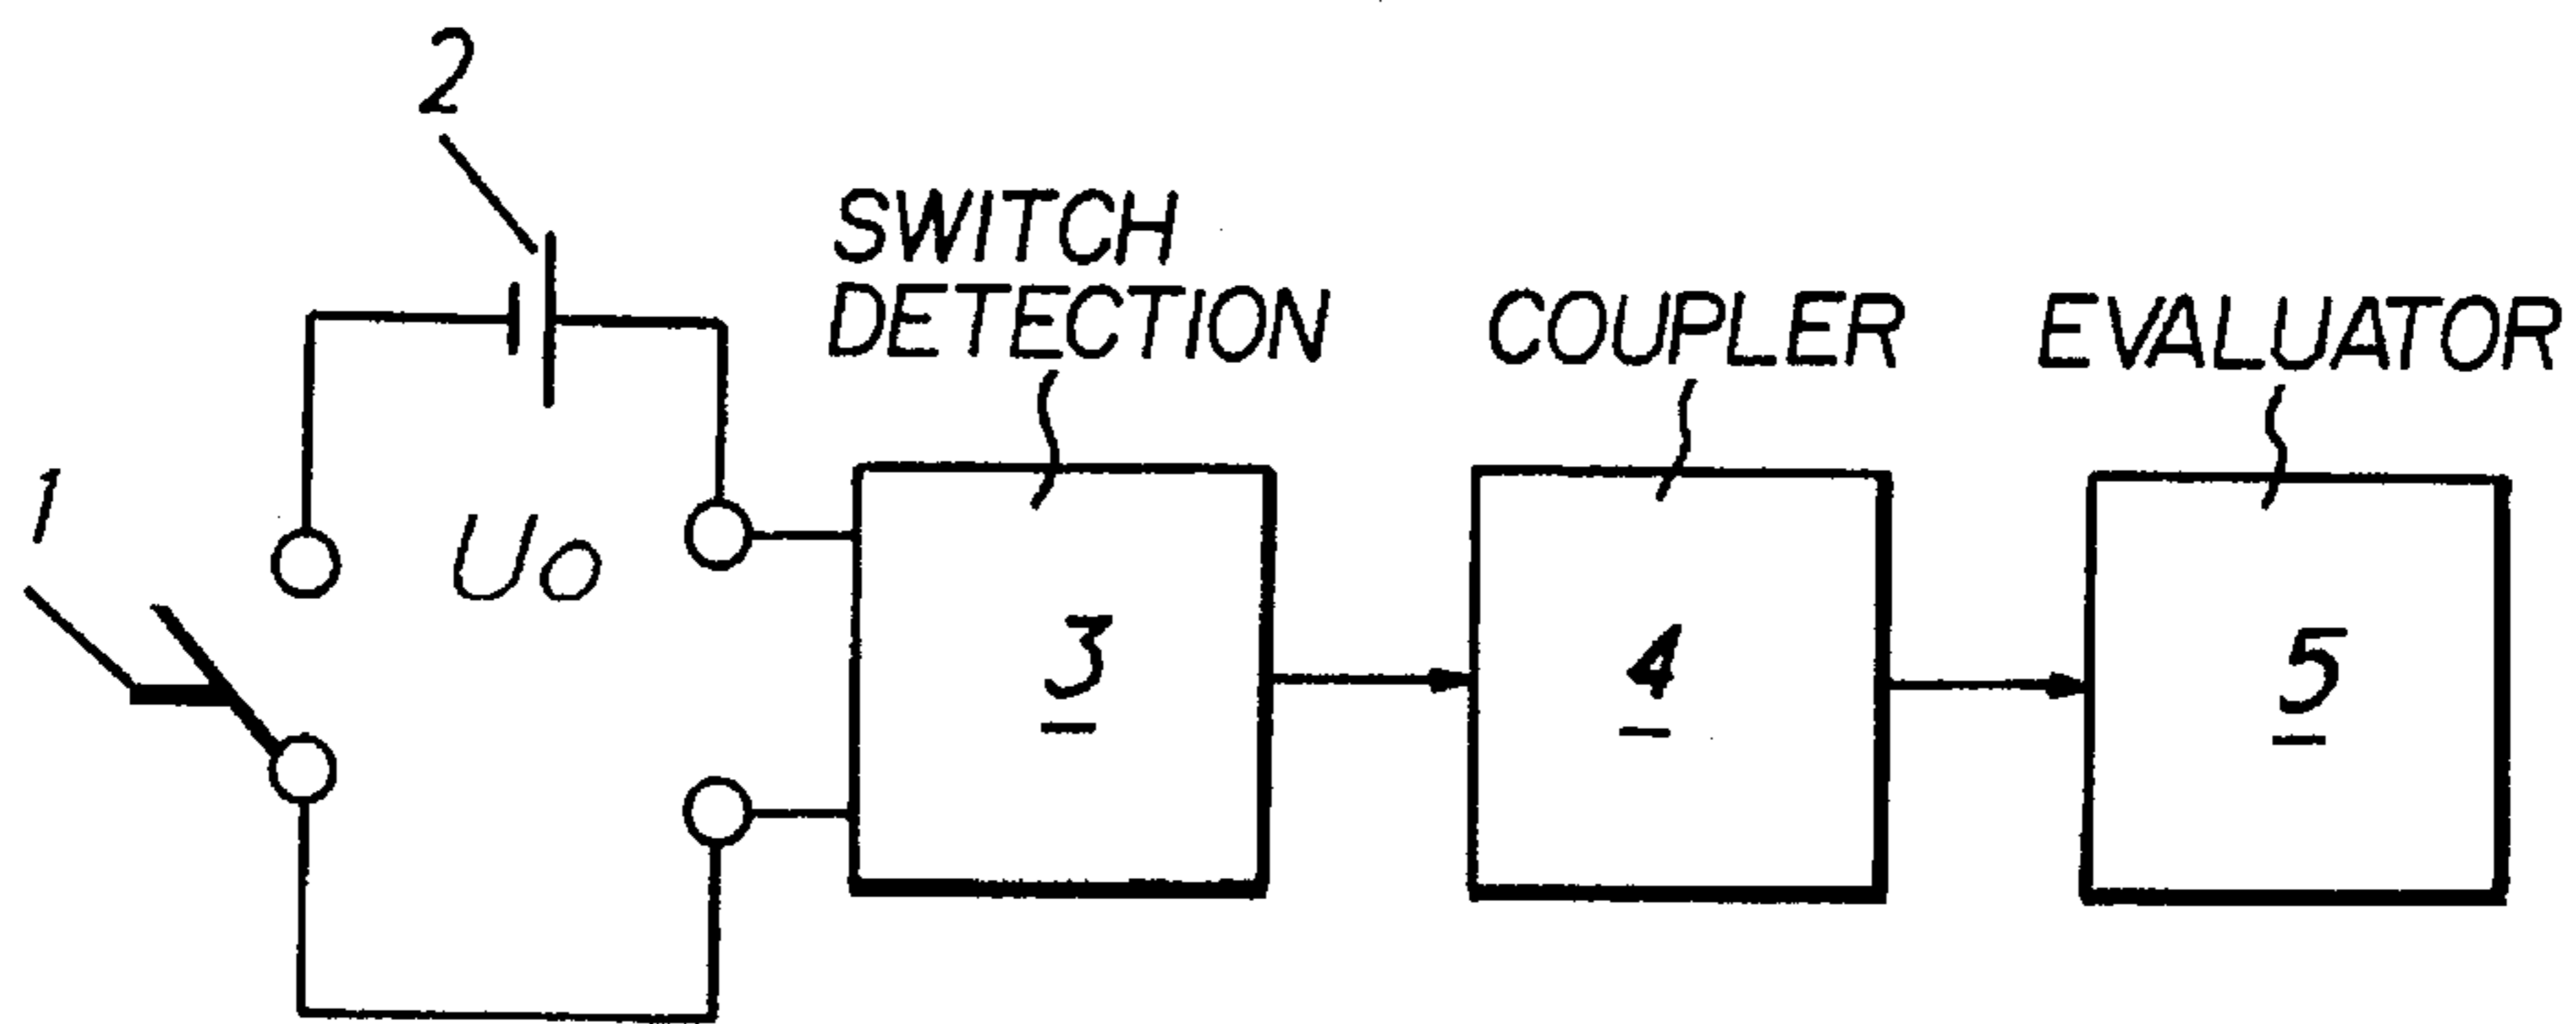 2
SWITCH
DETECTION
COUPLER
EVALUATOR
1
Uo
3
4
5